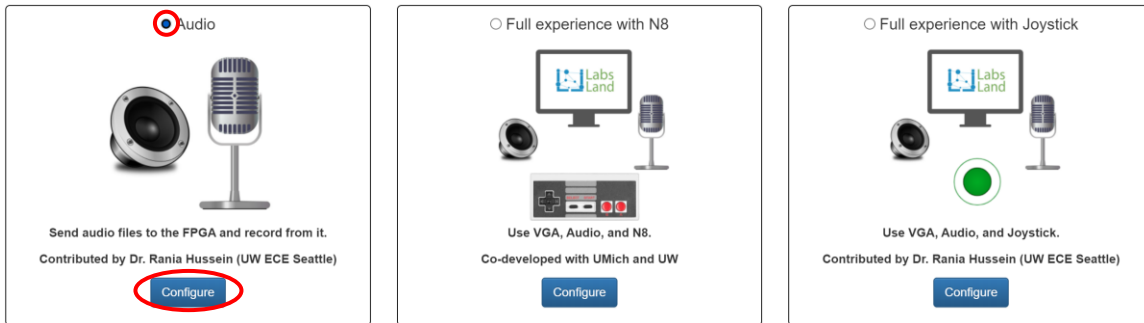 Audio
Send audio files to the FPGA and record from it.
Contributed by Dr. Rania Hussein (UW ECE Seattle)
Configure
Full experience with N8
Labs
Land
Use VGA, Audio, and N8.
Co-developed with UMich and UW
Configure
Full experience with Joystick
Labs
Land
Use VGA, Audio, and Joystick.
Contributed by Dr. Rania Hussein (UW ECE Seattle)
Configure